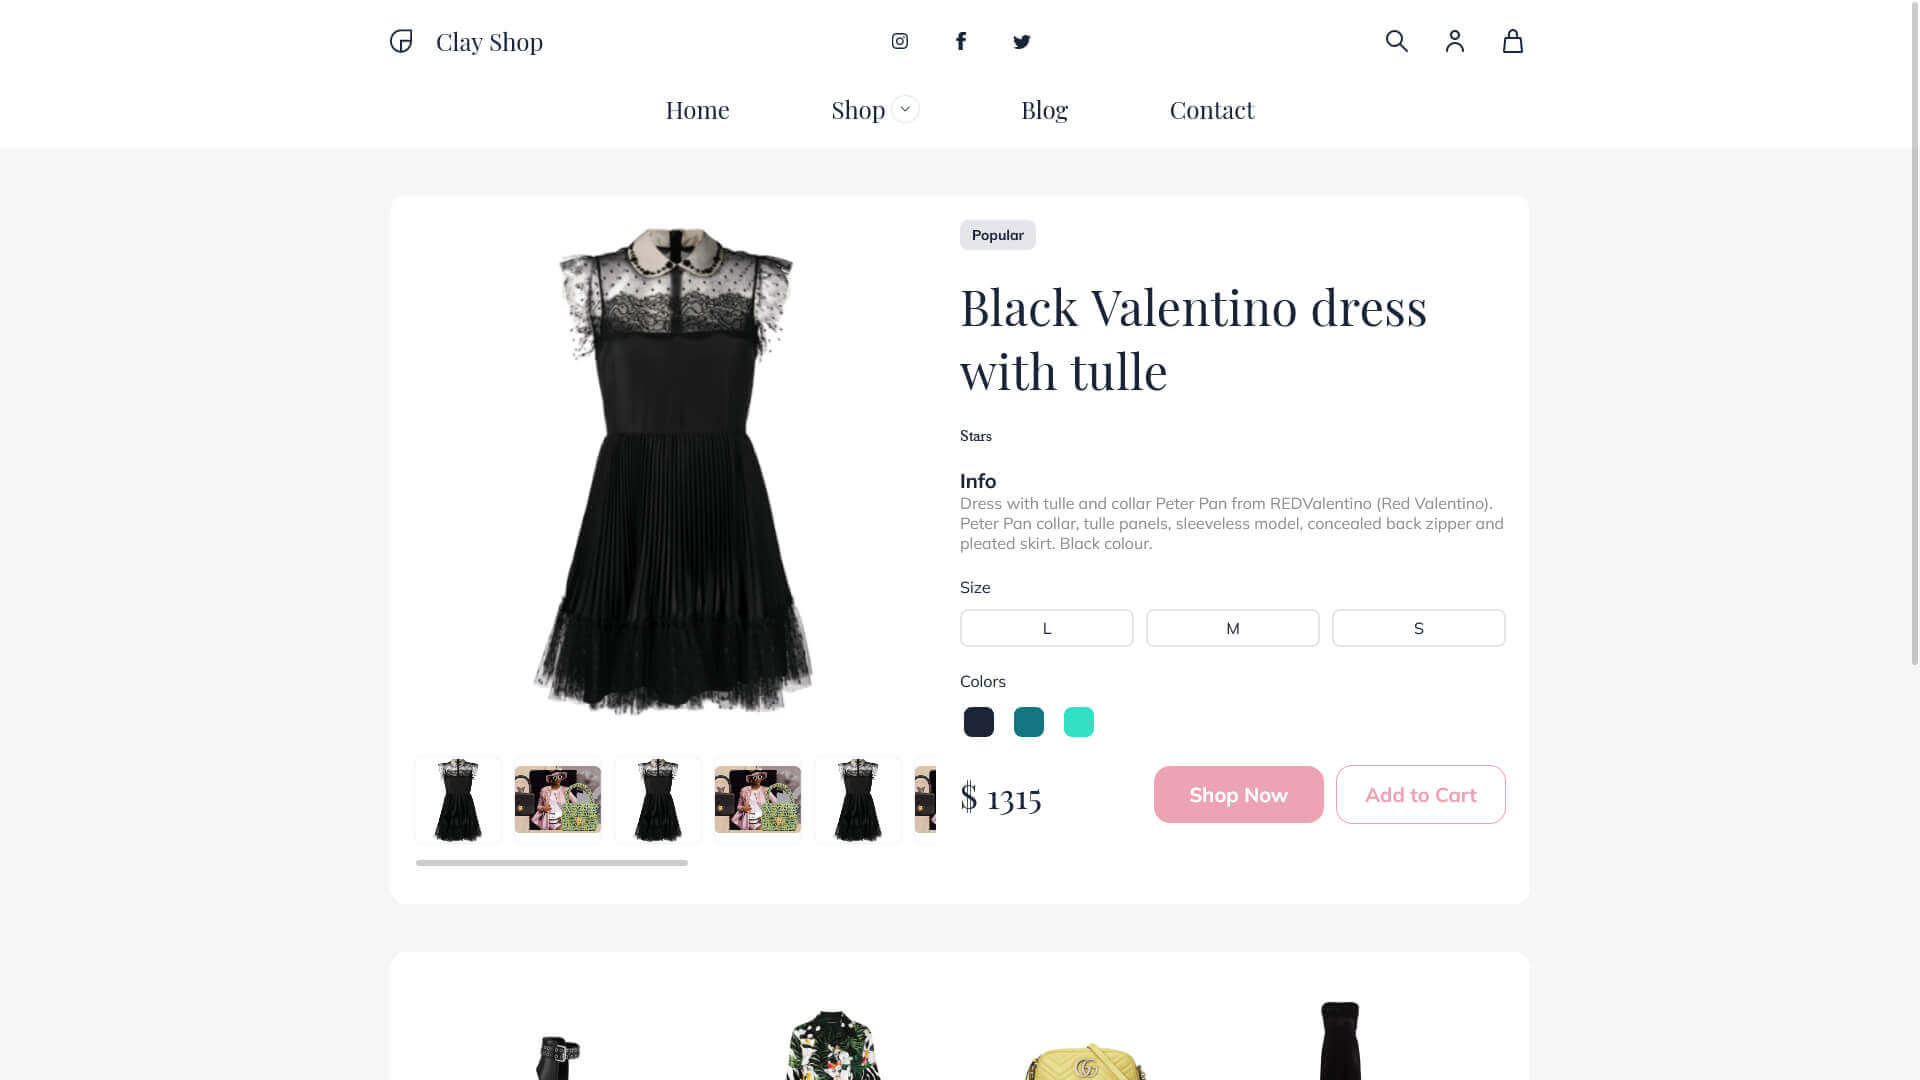 Clay Shop
Home
Shop
Blog
Contact
Popular
Black Valentino dress
with tulle
Stars
Info
Dress with tulle and collar Peter Pan from REDValentino (Red Valentino).
Peter Pan collar, tulle panels, sleeveless model, concealed back zipper and
pleated skirt. Black colour.
Size
L
M
S
Colors
$ 1315
Shop Now
Add to Cart